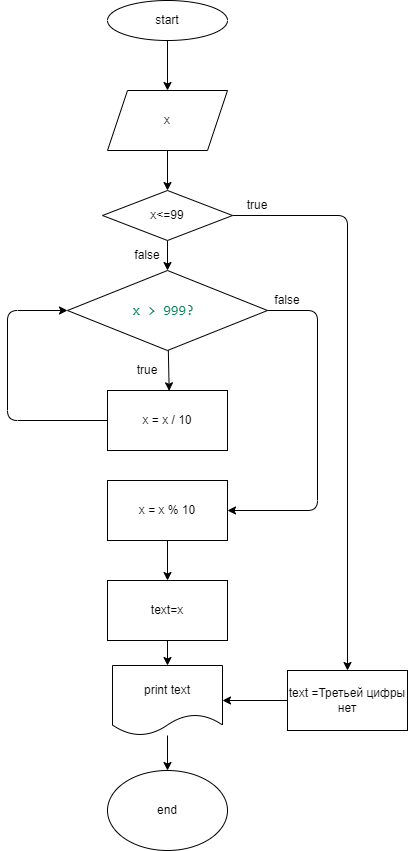 start
x
x<=99
true
false
x > 999?
false
true
x = x / 10
x = x % 10
text=x
print text
text =Третьей цифры
нет
end